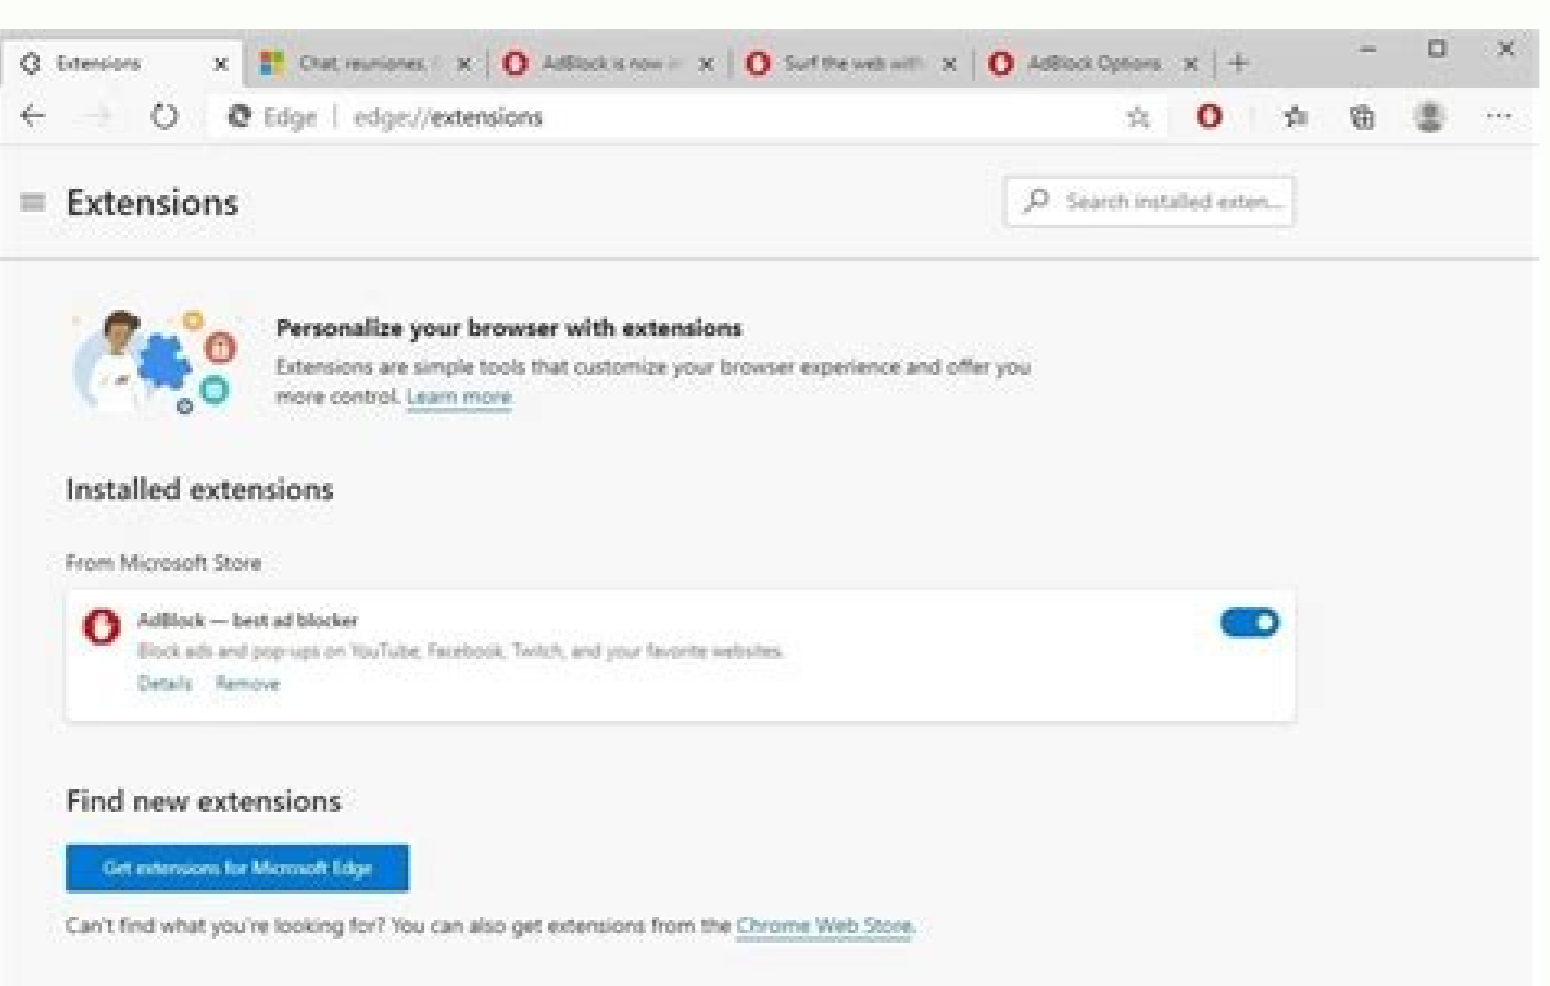 Extensions
Chat, reuniones,
AdBlock is now
Surf the web with
AdBlock Options
Edge | edge://extensions
Extensions
Search installed exten...
Personalize your browser with extensions
Extensions are simple tools that customize your browser experience and offer you
more control. Learn more
Installed extensions
From Microsoft Store
AdBlock — best ad blocker
Block ads and pop-ups on YouTube, Facebook, Twitch, and your favorite websites.
Details Remove
Find new extensions
Get extensions for Microsoft Edge
Can't find what you're looking for? You can also get extensions from the Chrome Web Store.